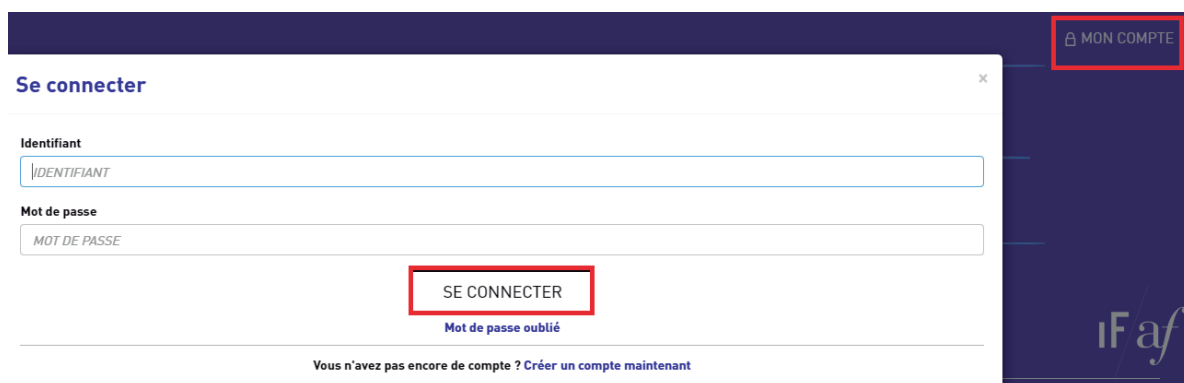 MON COMPTE
Se connecter
×
Identifiant
IDENTIFIANT
Mot de passe
MOT DE PASSE
SE CONNECTER
Mot de passe oublié
IF/af
Vous n'avez pas encore de compte ? Créer un compte maintenant